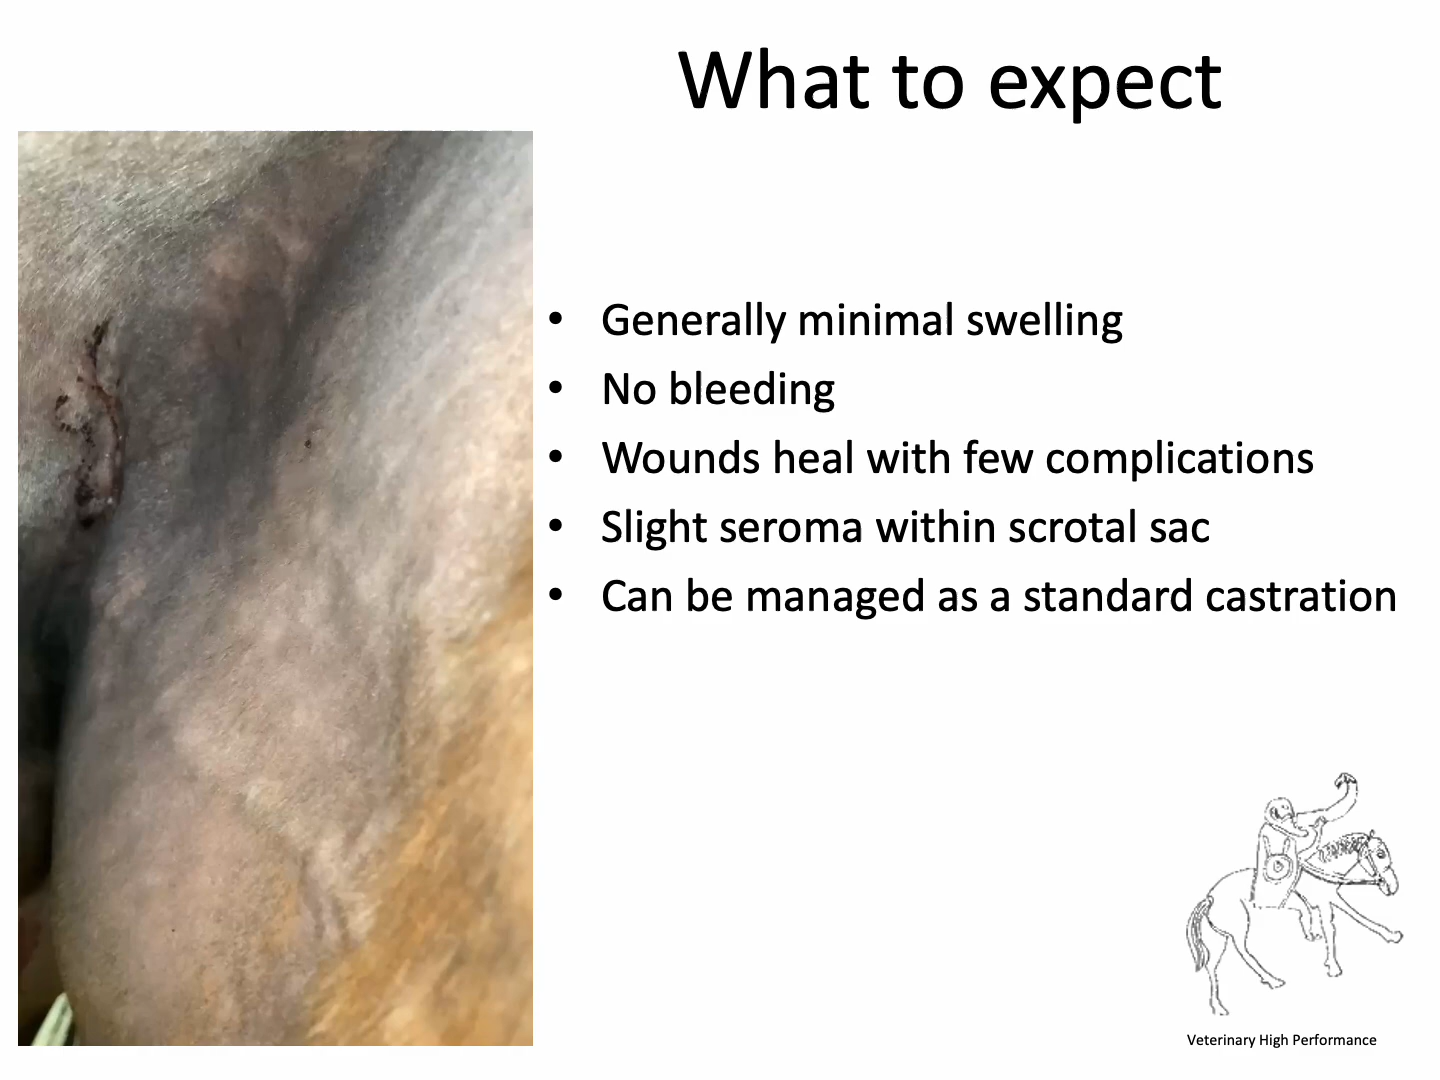 What to expect
• Generally minimal swelling
• No bleeding
• Wounds heal with few complications
• Slight seroma within scrotal sac
• Can be managed as a standard castration
Veterinary High Performance